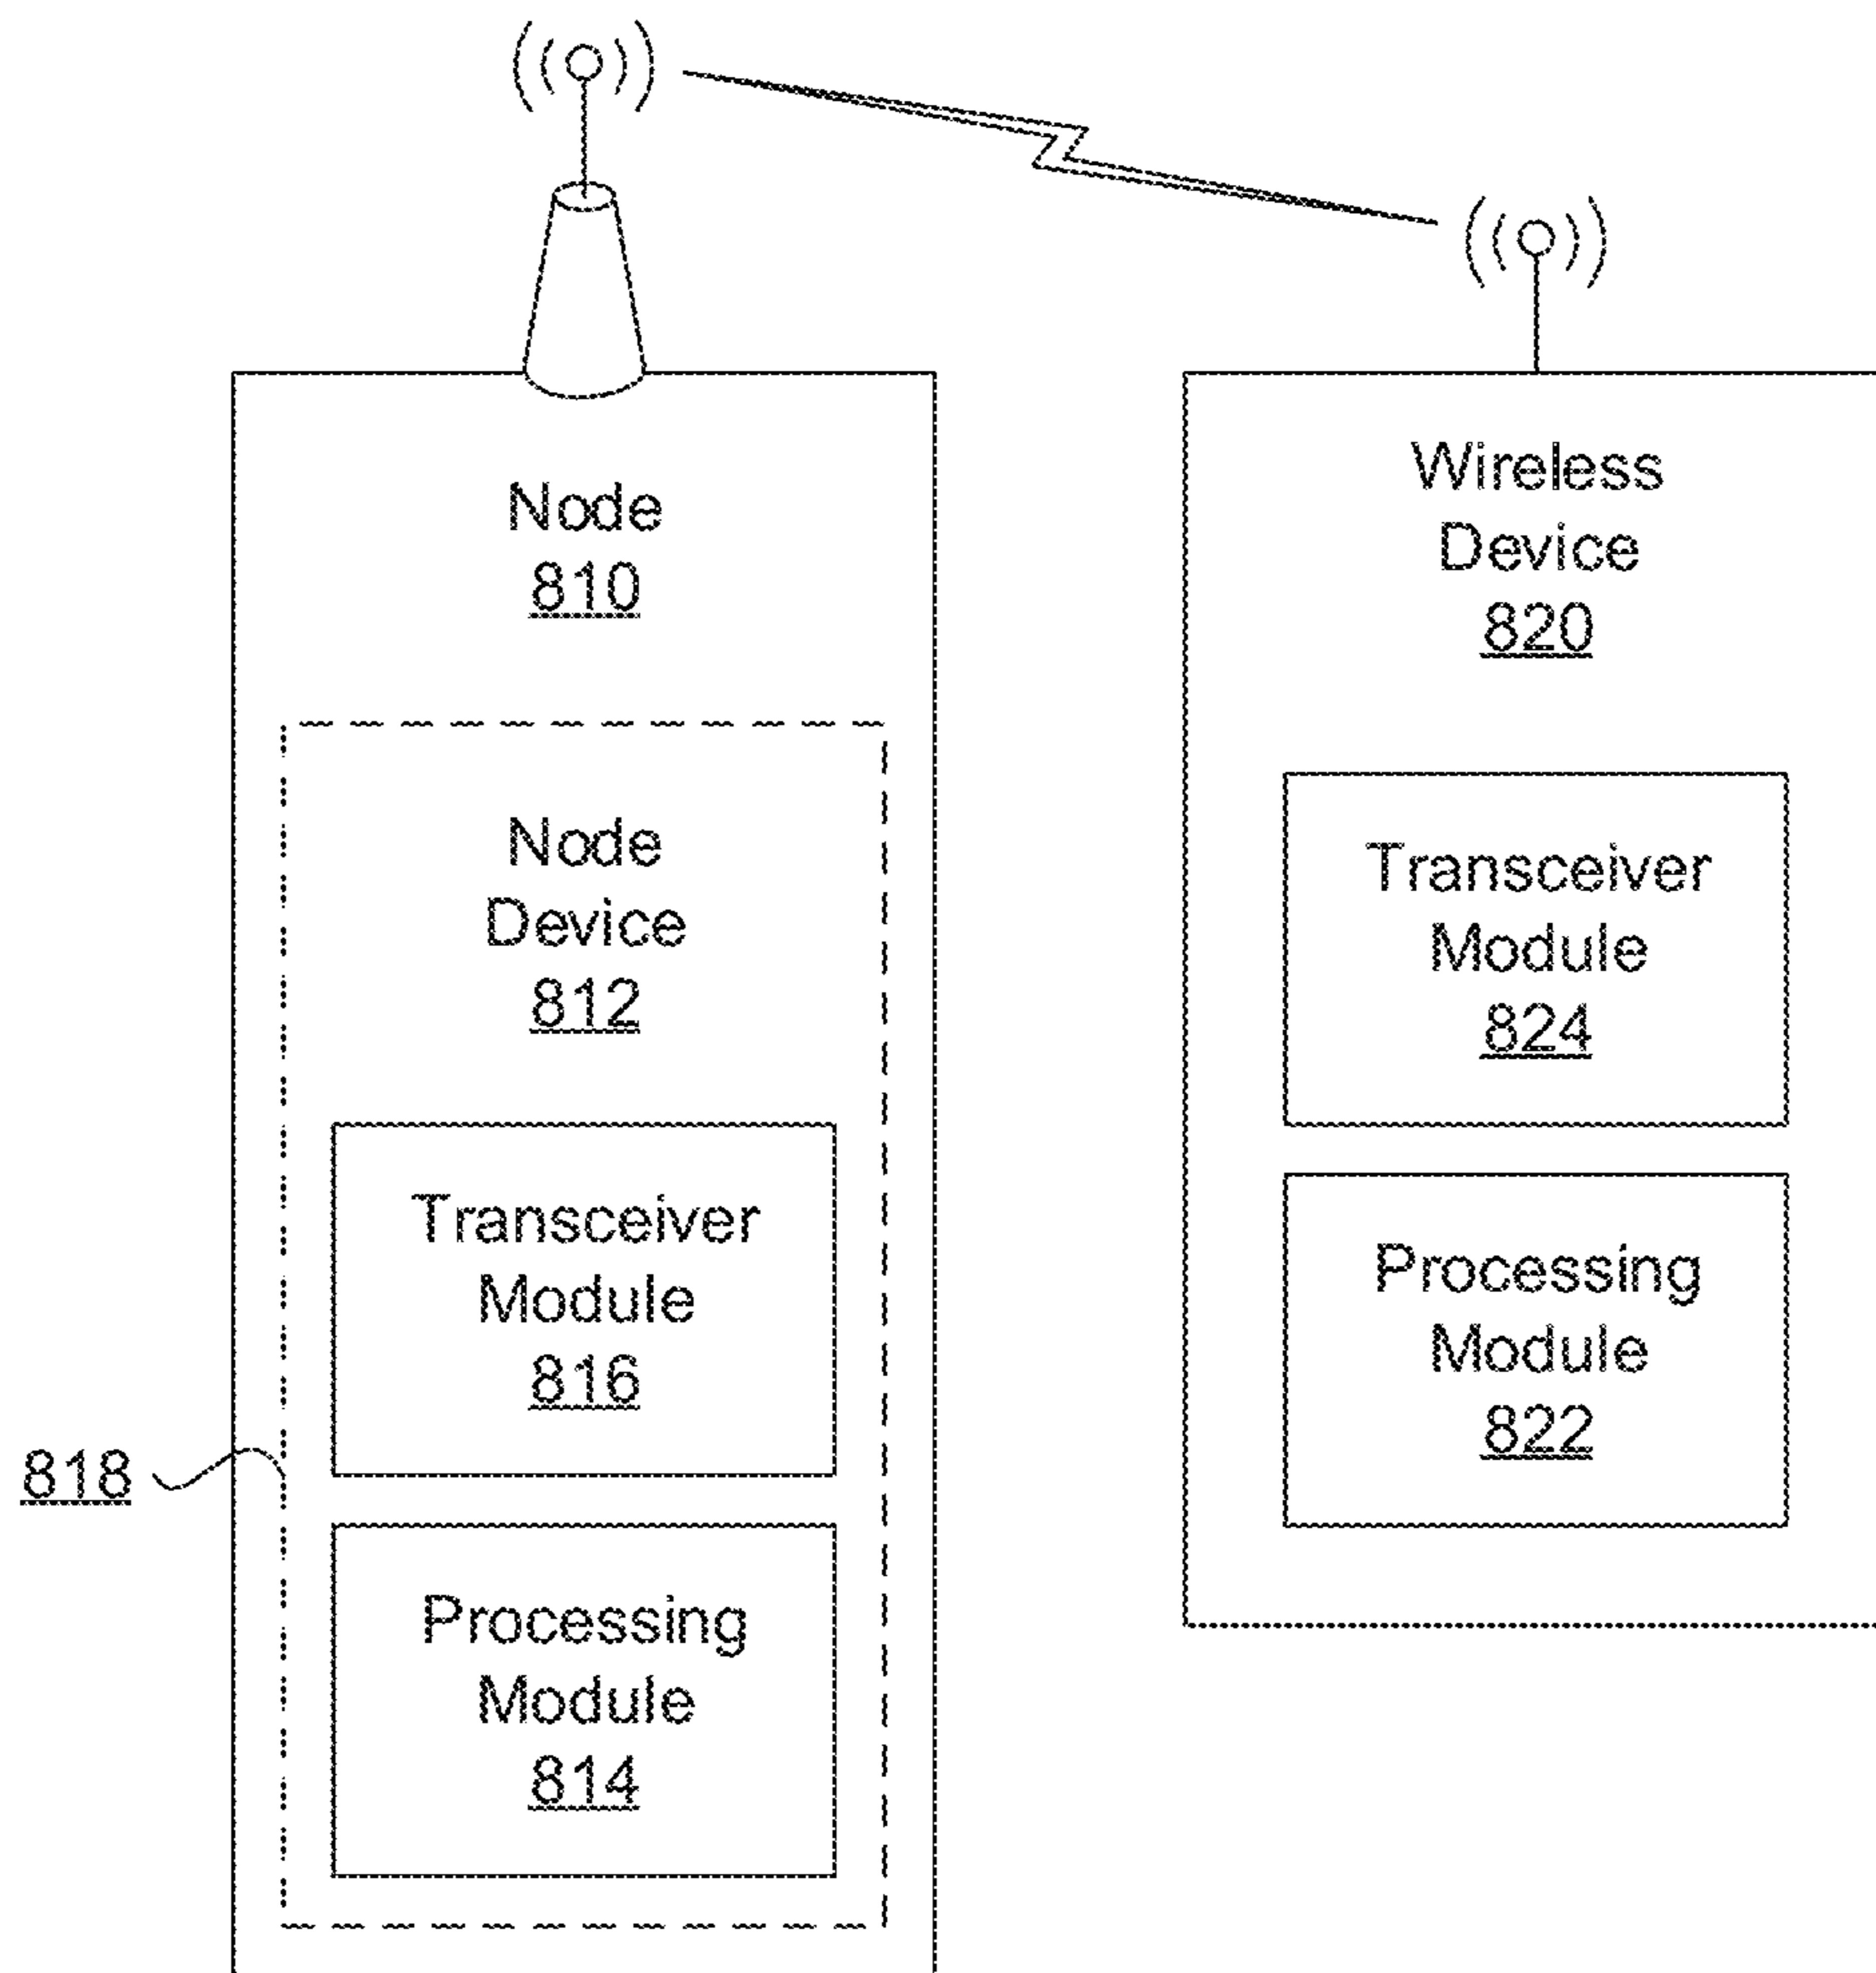 Node
810
Node
Device
812
Transceiver
Module
816
Processing
Module
814
818
Wireless
Device
820
Transceiver
Module
824
Processing
Module
822